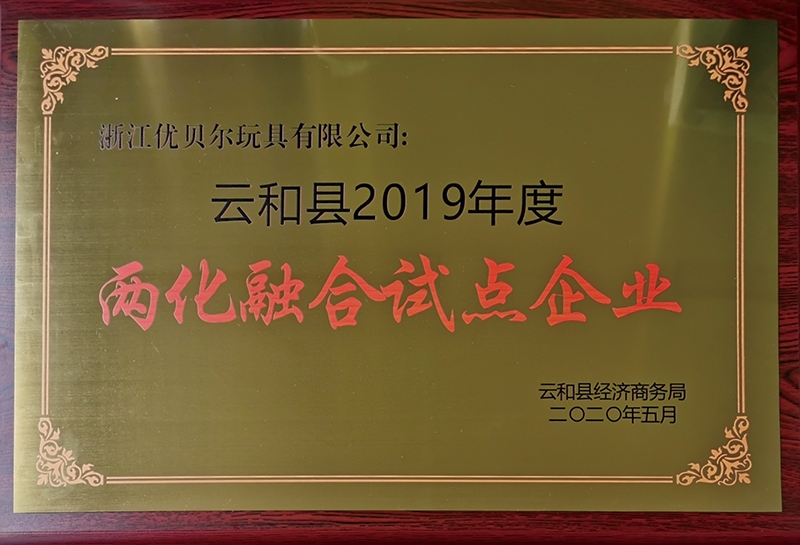 浙江优贝尔玩具有限公司:
云和县2019年度
两化融合试点企业
云和县经济商务局
二〇二〇年五月